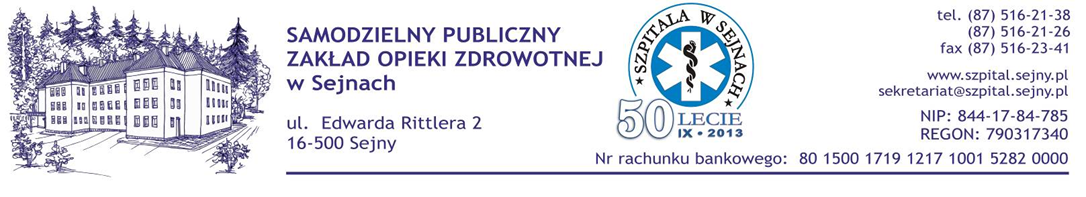 SAMODZIELNY PUBLICZNY
ZAKŁAD OPIEKI ZDROWOTNEJ
w Sejnach
ul. Edwarda Rittlera 2
16-500 Sejny
SZPITALA W SEJNACH
50 LECIE
IX • 2013
tel. (87) 516-21-38
(87) 516-21-26
fax (87) 516-23-41
www.szpital.sejny.pl
sekretariat@szpital.sejny.pl
NIP: 844-17-84-785
REGON: 790317340
Nr rachunku bankowego: 80 1500 1719 1217 1001 5282 0000